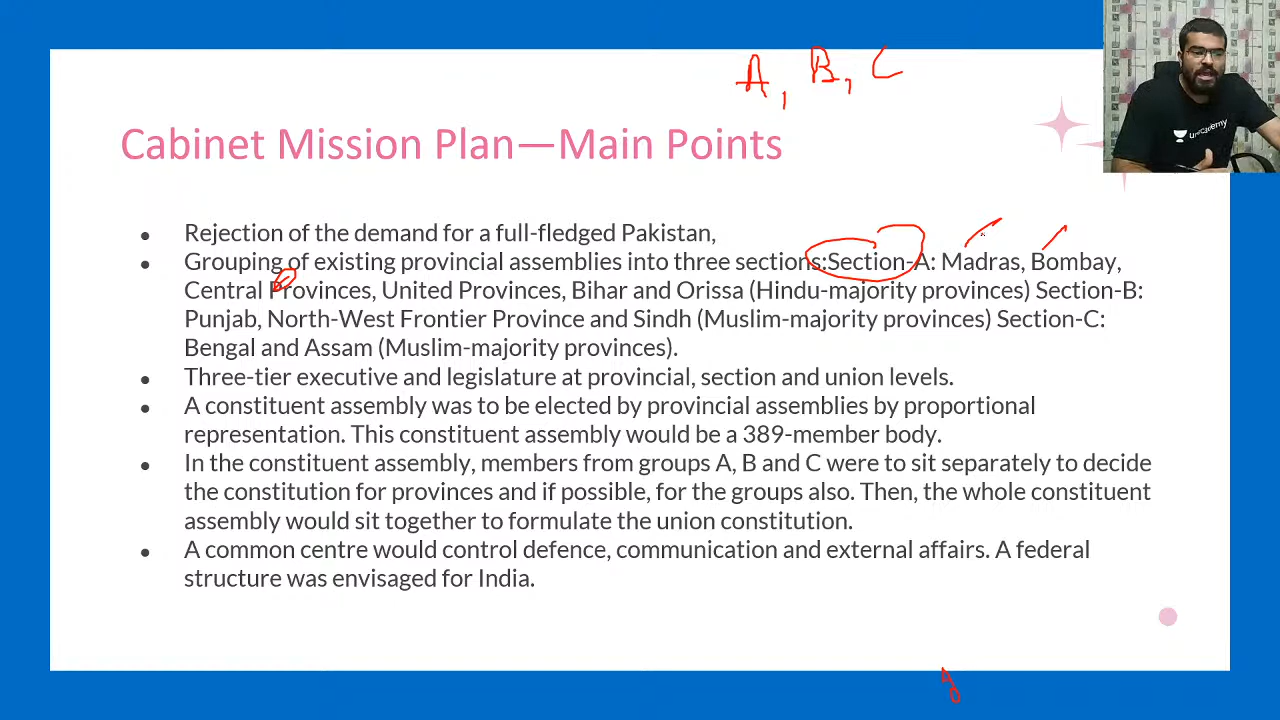 A, B, C
unacademy
Cabinet Mission Plan—Main Points
● Rejection of the demand for a full-fledged Pakistan,
● Grouping of existing provincial assemblies into three sections:Section-A: Madras, Bombay,
Central Provinces, United Provinces, Bihar and Orissa (Hindu-majority provinces) Section-B:
Punjab, North-West Frontier Province and Sindh (Muslim-majority provinces) Section-C:
Bengal and Assam (Muslim-majority provinces).
● Three-tier executive and legislature at provincial, section and union levels.
● A constituent assembly was to be elected by provincial assemblies by proportional
representation. This constituent assembly would be a 389-member body.
● In the constituent assembly, members from groups A, B and C were to sit separately to decide
the constitution for provinces and if possible, for the groups also. Then, the whole constituent
assembly would sit together to formulate the union constitution.
● A common centre would control defence, communication and external affairs. A federal
structure was envisaged for India.